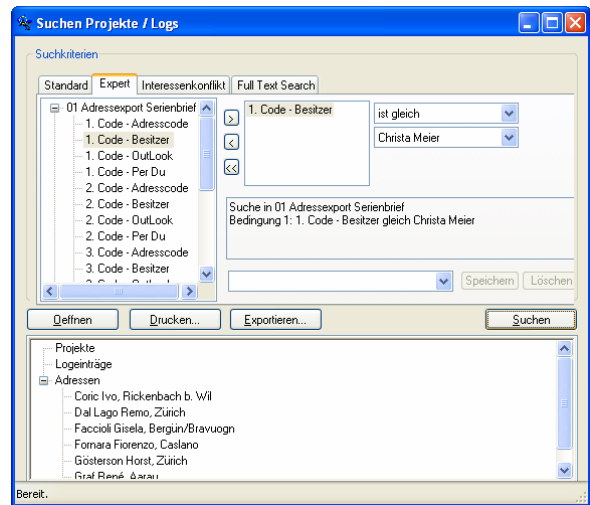 Suchen Projekte / Logs
Suchkriterien
Standard Expert Interessenkonflikt Full Text Search
01 Adressexport Serienbrief
1. Code - Adresscode
1. Code - Besitzer
1. Code - OutLook
1. Code - Per Du
2. Code - Adresscode
2. Code - Besitzer
2. Code - OutLook
2. Code - Per Du
3. Code - Adresscode
3. Code - Besitzer
>
<
<<
1. Code - Besitzer
ist gleich
Christa Meier
Suche in 01 Adressexport Serienbrief
Bedingung 1: 1. Code - Besitzer gleich Christa Meier
Speichern Löschen
Oeffnen Drucken... Exportieren... Suchen
Projekte
Logeinträge
Adressen
Coric Ivo, Rickenbach b. Wil
Dal Lago Remo, Zürich
Faccioli Gisela, Bergün/Bravuogn
Fornara Fiorenzo, Caslano
Gösterson Horst, Zürich
Graf René, Aarau
Bereit.